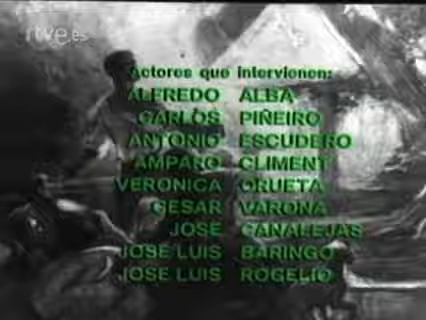 rtve.es
Actores que intervienen:
ALFREDO ALBA
CARLOS PIÑEIRO
ANTONIO ESCUDERO
AMPARO CLIMENT
VERONICA ORUETA
CESAR VARONA
JOSE CANALEJAS
JOSE LUIS BARINGO
JOSE LUIS ROGELIO